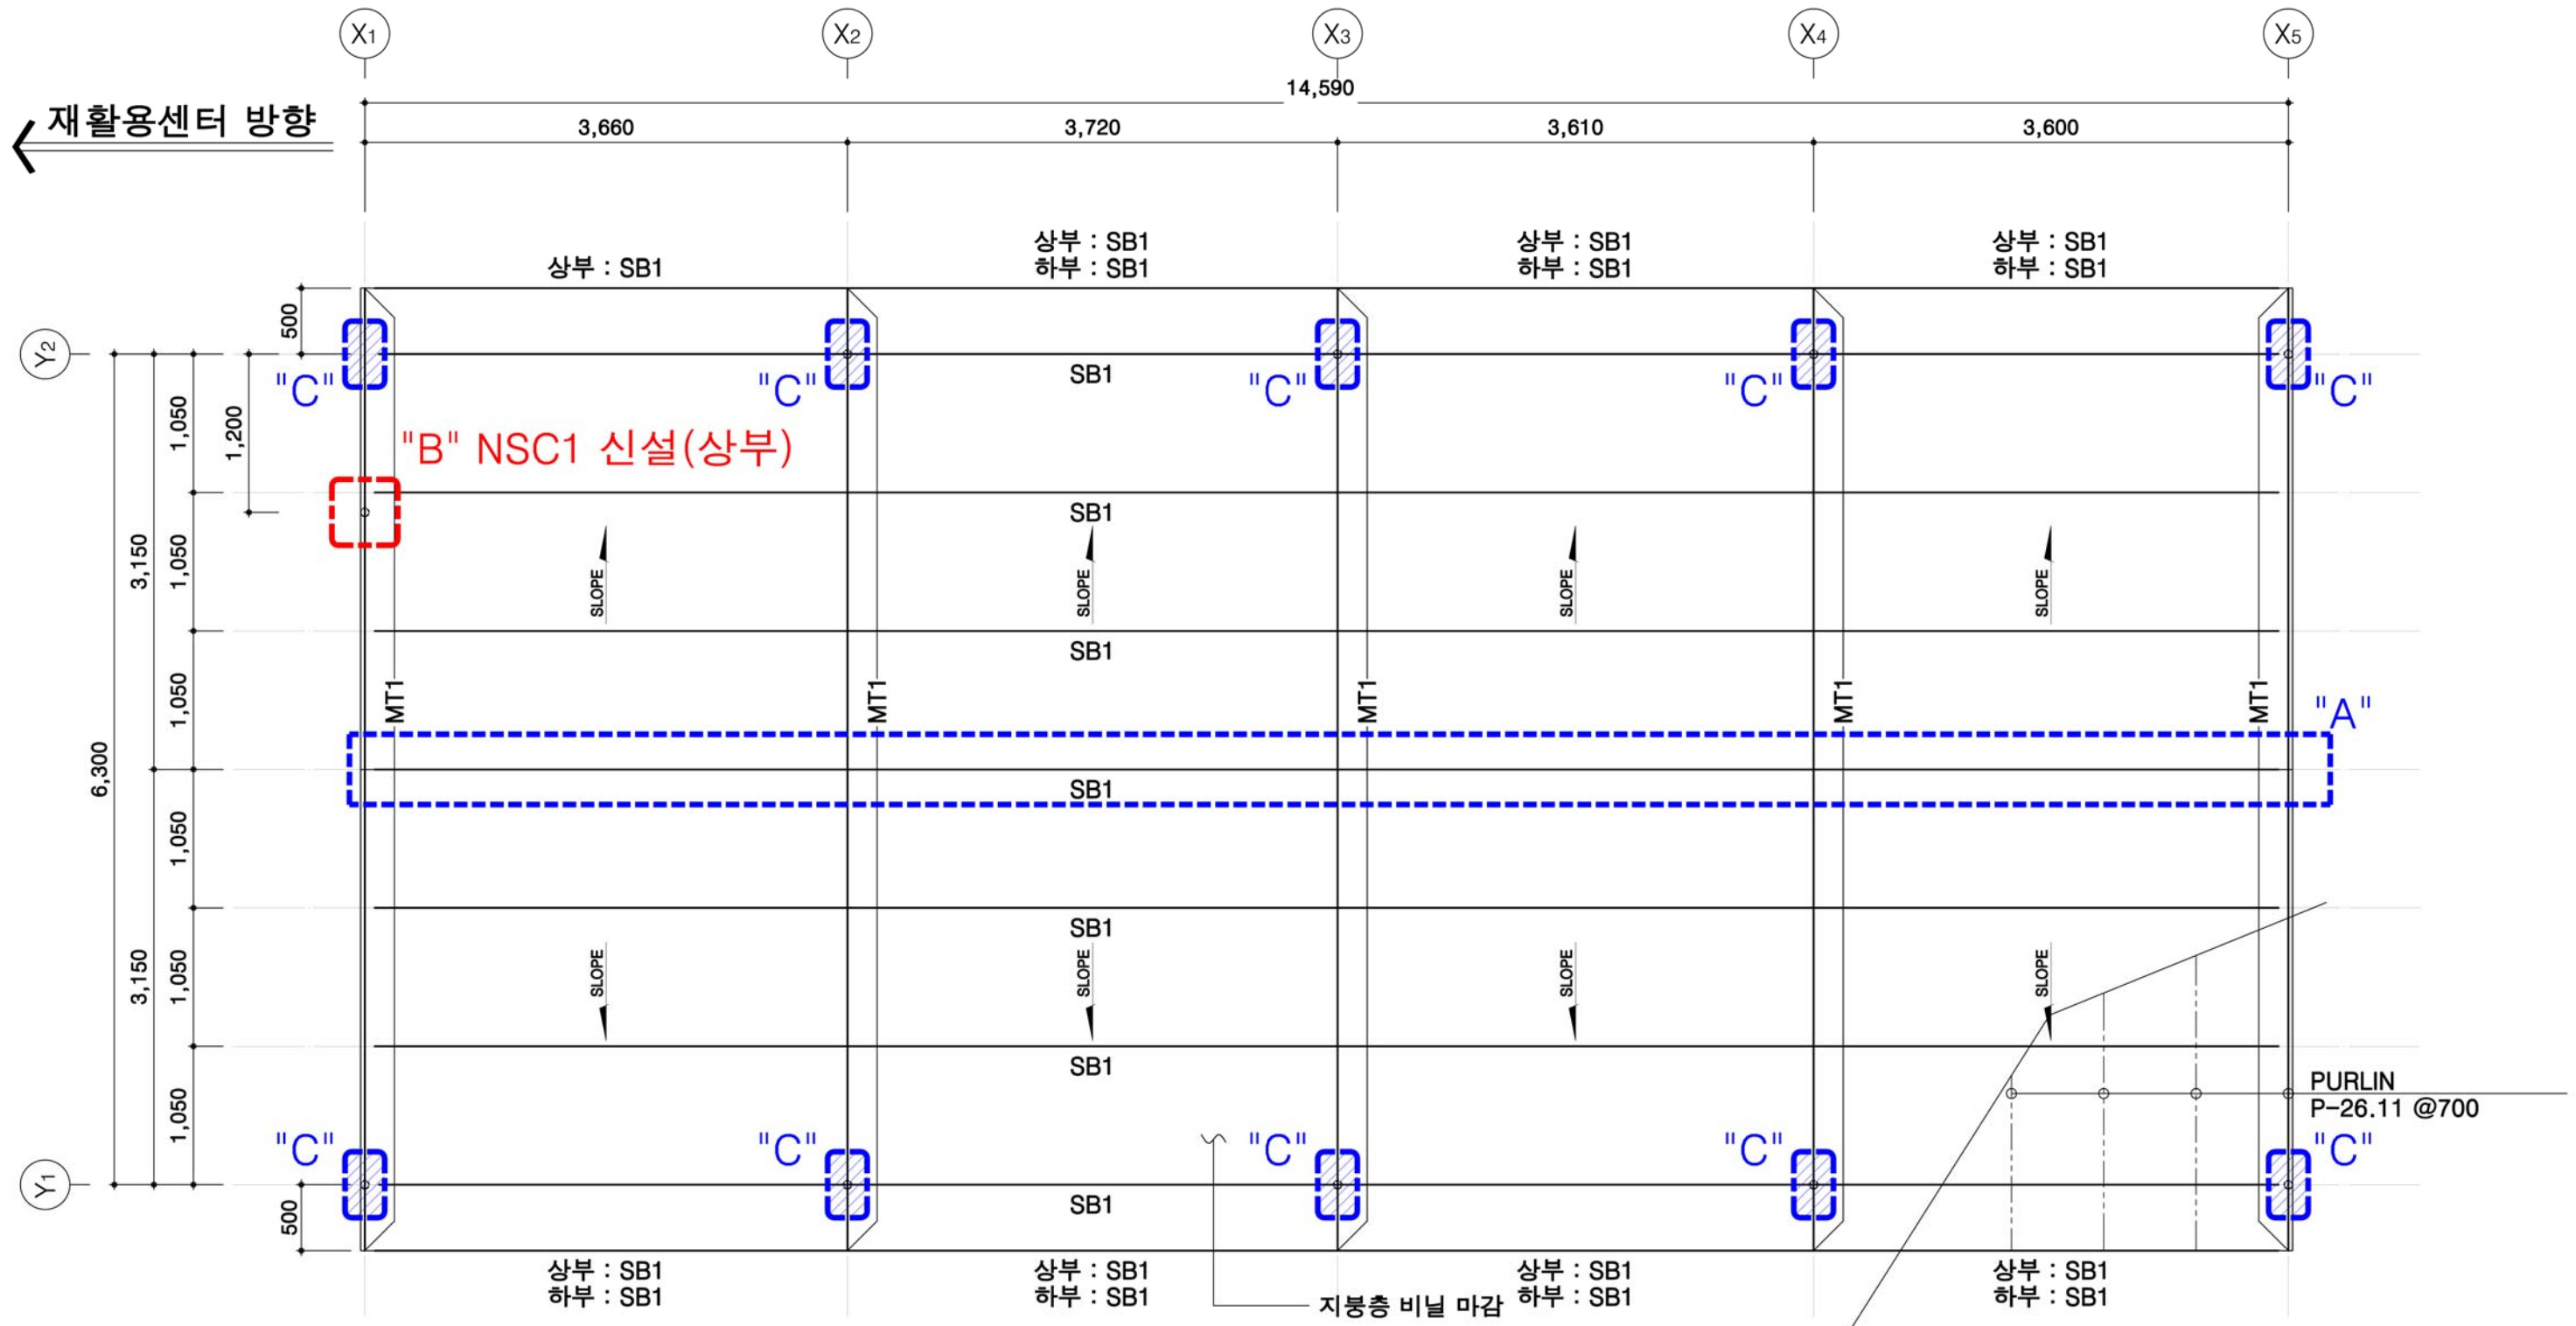 X1
X2
X3
X4
X5
14,590
재활용센터 방향
3,660
3,720
3,610
3,600
상부 : SB1
상부 : SB1
하부 : SB1
상부 : SB1
하부 : SB1
상부 : SB1
하부 : SB1
500
Y2
SB1
"C"
"C"
"C"
"C"
"C"
1,050
1,200
"B" NSC1 신설(상부)
SB1
3,150
1,050
SLOPE
SLOPE
SLOPE
SLOPE
SB1
1,050
MT1
MT1
MT1
MT1
MT1
"A"
6,300
SB1
1,050
SB1
3,150
1,050
SLOPE
SLOPE
SLOPE
SLOPE
SB1
PURLIN
P-26.11 @700
1,050
"C"
"C"
"C"
"C"
"C"
Y1
SB1
500
상부 : SB1
하부 : SB1
상부 : SB1
하부 : SB1
상부 : SB1
하부 : SB1
상부 : SB1
하부 : SB1
지붕층 비닐 마감